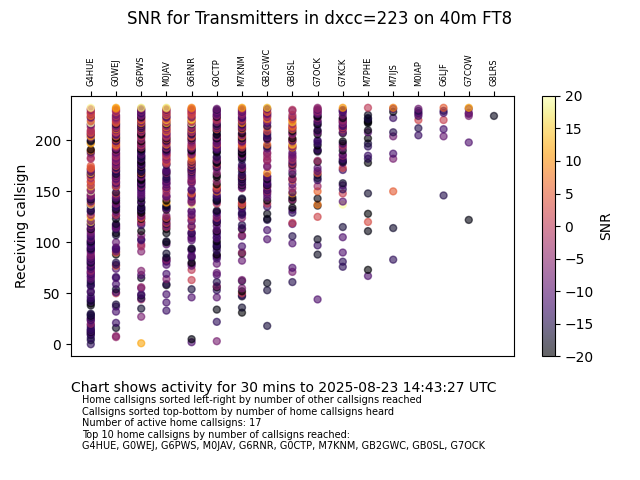 SNR for Transmitters in dxcc=223 on 40m FT8
G4HUE G0WEJ G6PWS M0JAV G6RNR G0CTP M7KNM GB2GWC GB0SL G7OCK G7KCK M7PHE M7IJS M0IAP G6LJF G7CQW G8LRS
200
150
100
50
0
Receiving callsign
20
15
10
5
0
−5
−10
−15
−20
SNR
Chart shows activity for 30 mins to 2025-08-23 14:43:27 UTC
Home callsigns sorted left-right by number of other callsigns reached
Callsigns sorted top-bottom by number of home callsigns heard
Number of active home callsigns: 17
Top 10 home callsigns by number of callsigns reached:
G4HUE, G0WEJ, G6PWS, M0JAV, G6RNR, G0CTP, M7KNM, GB2GWC, GB0SL, G7OCK